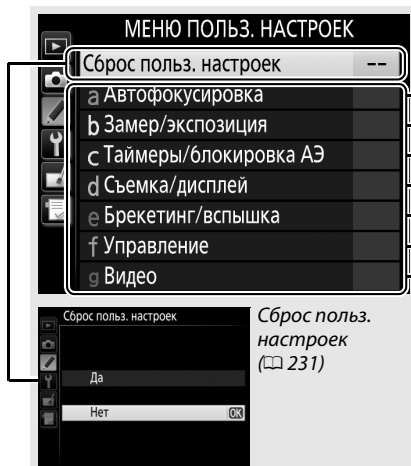 МЕНЮ ПОЛЬЗ. НАСТРОЕК
Сброс польз. настроек --
a Автофокусировка
b Замер/экспозиция
c Таймеры/блокировка АЭ
d Съемка/дисплей
e Брекетинг/вспышка
f Управление
g Видео
Сброс польз. настроек
Да
Нет OK
Сброс польз.
настроек
(📖 231)